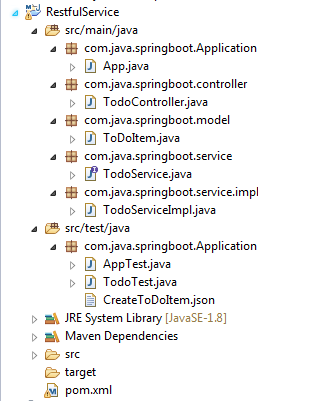 RestfulService
src/main/java
com.java.springboot.Application
App.java
com.java.springboot.controller
TodoController.java
com.java.springboot.model
ToDoItem.java
com.java.springboot.service
TodoService.java
com.java.springboot.service.impl
TodoServiceImpl.java
src/test/java
com.java.springboot.Application
AppTest.java
TodoTest.java
CreateToDoItem.json
JRE System Library [JavaSE-1.8]
Maven Dependencies
src
target
pom.xml